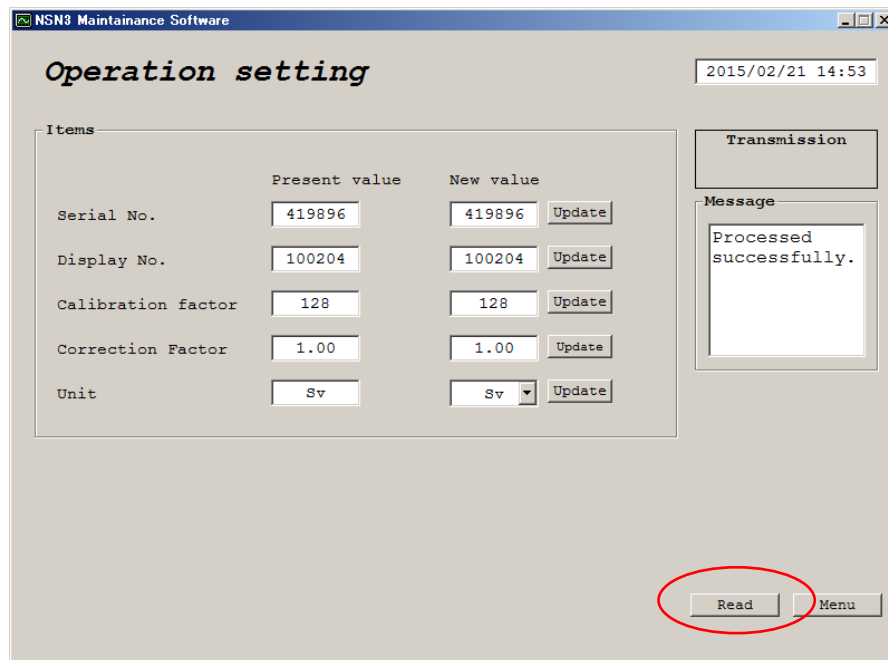 NSN3 Maintainance Software
Operation setting
2015/02/21 14:53
Items
Present value New value
Serial No. 419896 419896 Update
Display No. 100204 100204 Update
Calibration factor 128 128 Update
Correction Factor 1.00 1.00 Update
Unit Sv Sv Update
Transmission
Message
Processed
successfully.
Read Menu